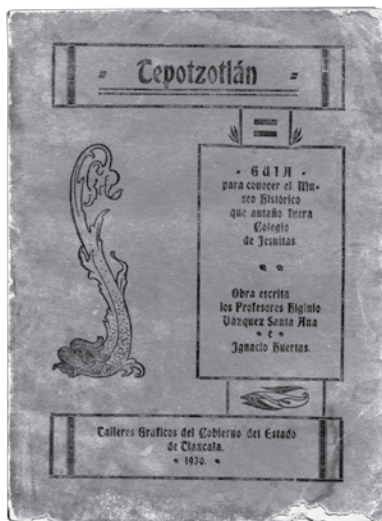 Tepotzotlán
GUIA
para conocer el Mu-
seo Histórico
que antaño fuera
Colegio
de Jesuitas
Obra escrita
los Profesores Higinio
Vázquez Santa Ana
e
Ignacio Huertas.
Talleres Graficos del Gobierno del Estado
de Tlaxcala.
1930.